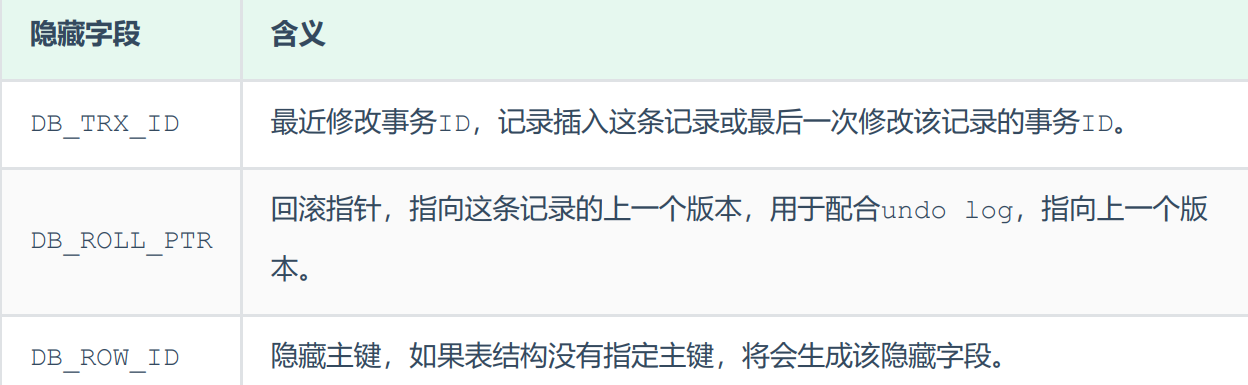 隐藏字段 含义
DB_TRX_ID 最近修改事务ID，记录插入这条记录或最后一次修改该记录的事务ID。
DB_ROLL_PTR 回滚指针，指向这条记录的上一个版本，用于配合undo log，指向上一个版
本。
DB_ROW_ID 隐藏主键，如果表结构没有指定主键，将会生成该隐藏字段。